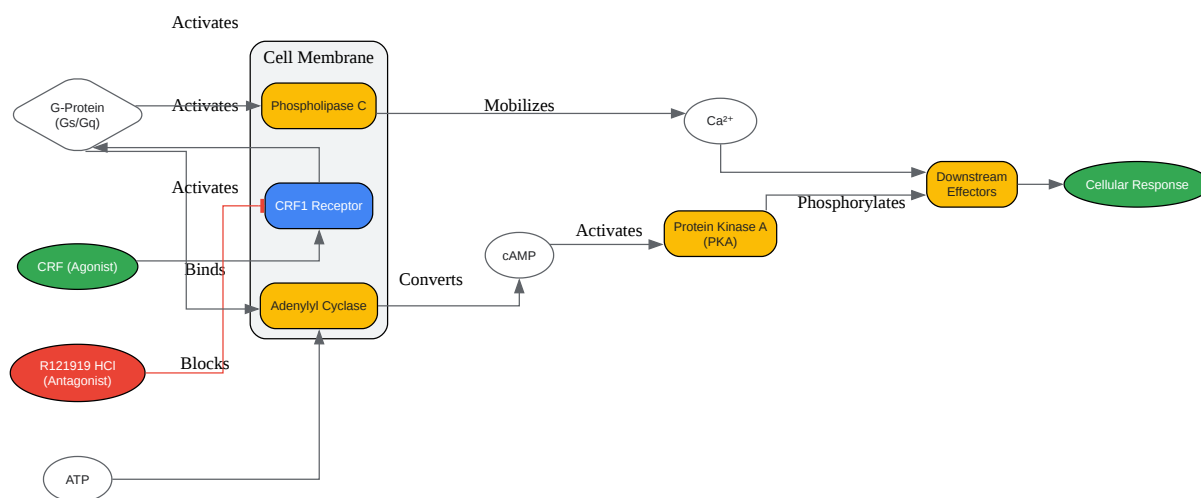 Activates
Cell Membrane
G-Protein
(Gs/Gq)
Activates
Phospholipase C
Mobilizes
Ca²⁺
Activates
CRF1 Receptor
Downstream
Effectors
Cellular Response
Phosphorylates
Protein Kinase A
(PKA)
Activates
cAMP
CRF (Agonist)
Binds
Converts
Adenylyl Cyclase
R121919 HCl
(Antagonist)
Blocks
ATP